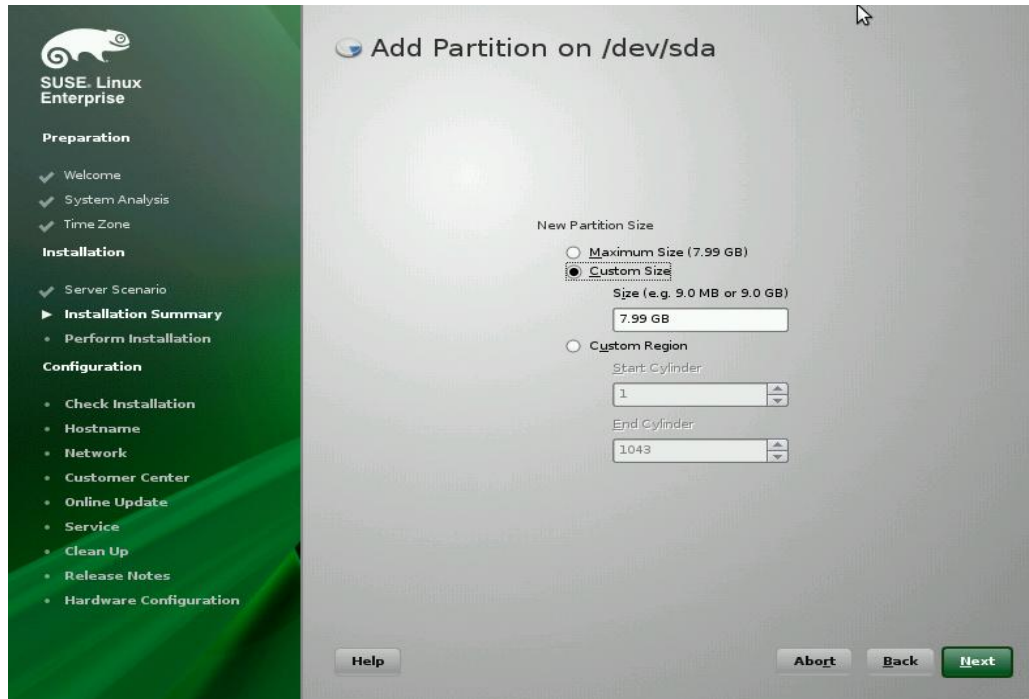 SUSE. Linux
Enterprise
Preparation
Welcome
System Analysis
Time Zone
Installation
Server Scenario
Installation Summary
Perform Installation
Configuration
Check Installation
Hostname
Network
Customer Center
Online Update
Service
Clean Up
Release Notes
Hardware Configuration
Add Partition on /dev/sda
New Partition Size
Maximum Size (7.99 GB)
Custom Size
Size (e.g. 9.0 MB or 9.0 GB)
7.99 GB
Custom Region
Start Cylinder
1
End Cylinder
1043
Help
Abort
Back
Next